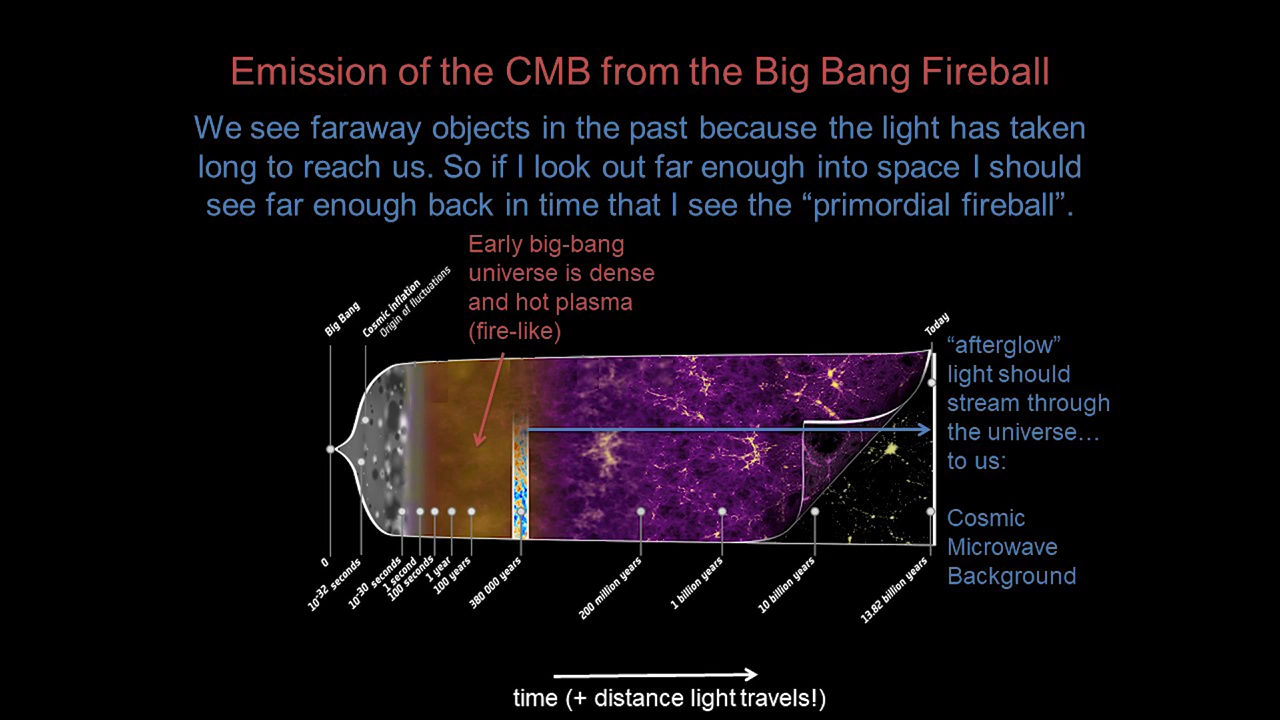 Emission of the CMB from the Big Bang Fireball
We see faraway objects in the past because the light has taken
long to reach us. So if I look out far enough into space I should
see far enough back in time that I see the “primordial fireball”.
Early big-bang
universe is dense
and hot plasma
(fire-like)
Big Bang
Cosmic inflation
Origin of fluctuations
Today
“afterglow”
light should
stream through
the universe…
to us:
Cosmic
Microwave
Background
0
10⁻³² seconds
10⁻³⁰ seconds
1 second
100 seconds
1 year
100 years
380 000 years
200 million years
1 billion years
10 billion years
13.82 billion years
time (+ distance light travels!)